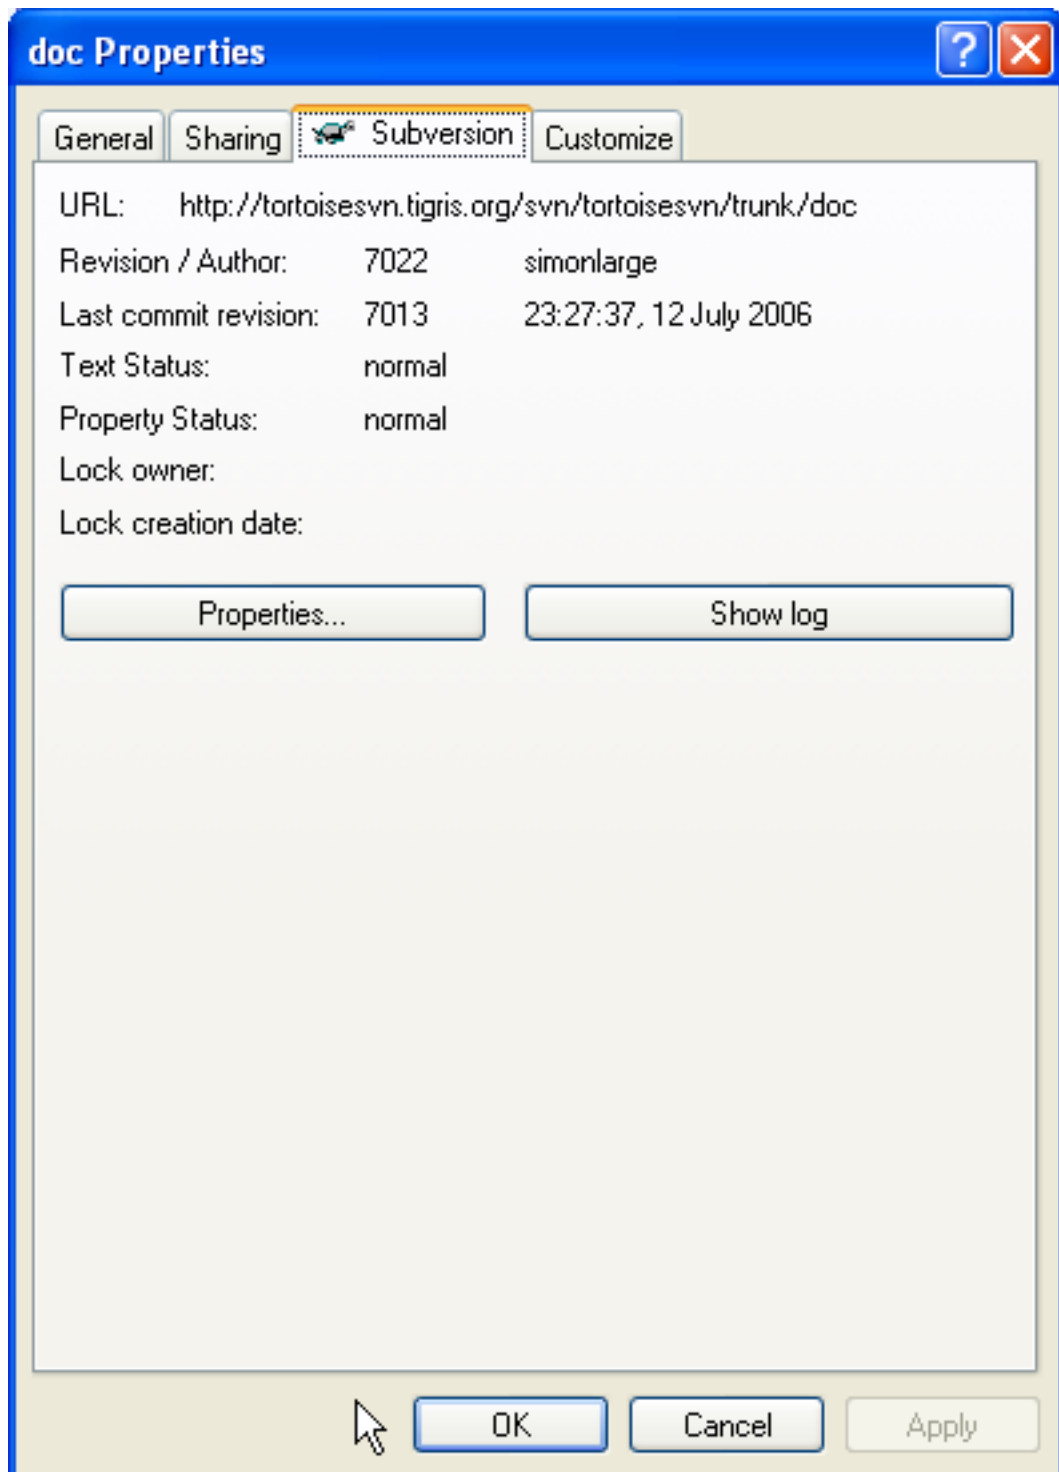 doc Properties
General Sharing Subversion Customize
URL: http://tortoisesvn.tigris.org/svn/tortoisesvn/trunk/doc
Revision / Author: 7022 simonlarge
Last commit revision: 7013 23:27:37, 12 July 2006
Text Status: normal
Property Status: normal
Lock owner:
Lock creation date:
Properties... Show log
OK Cancel Apply